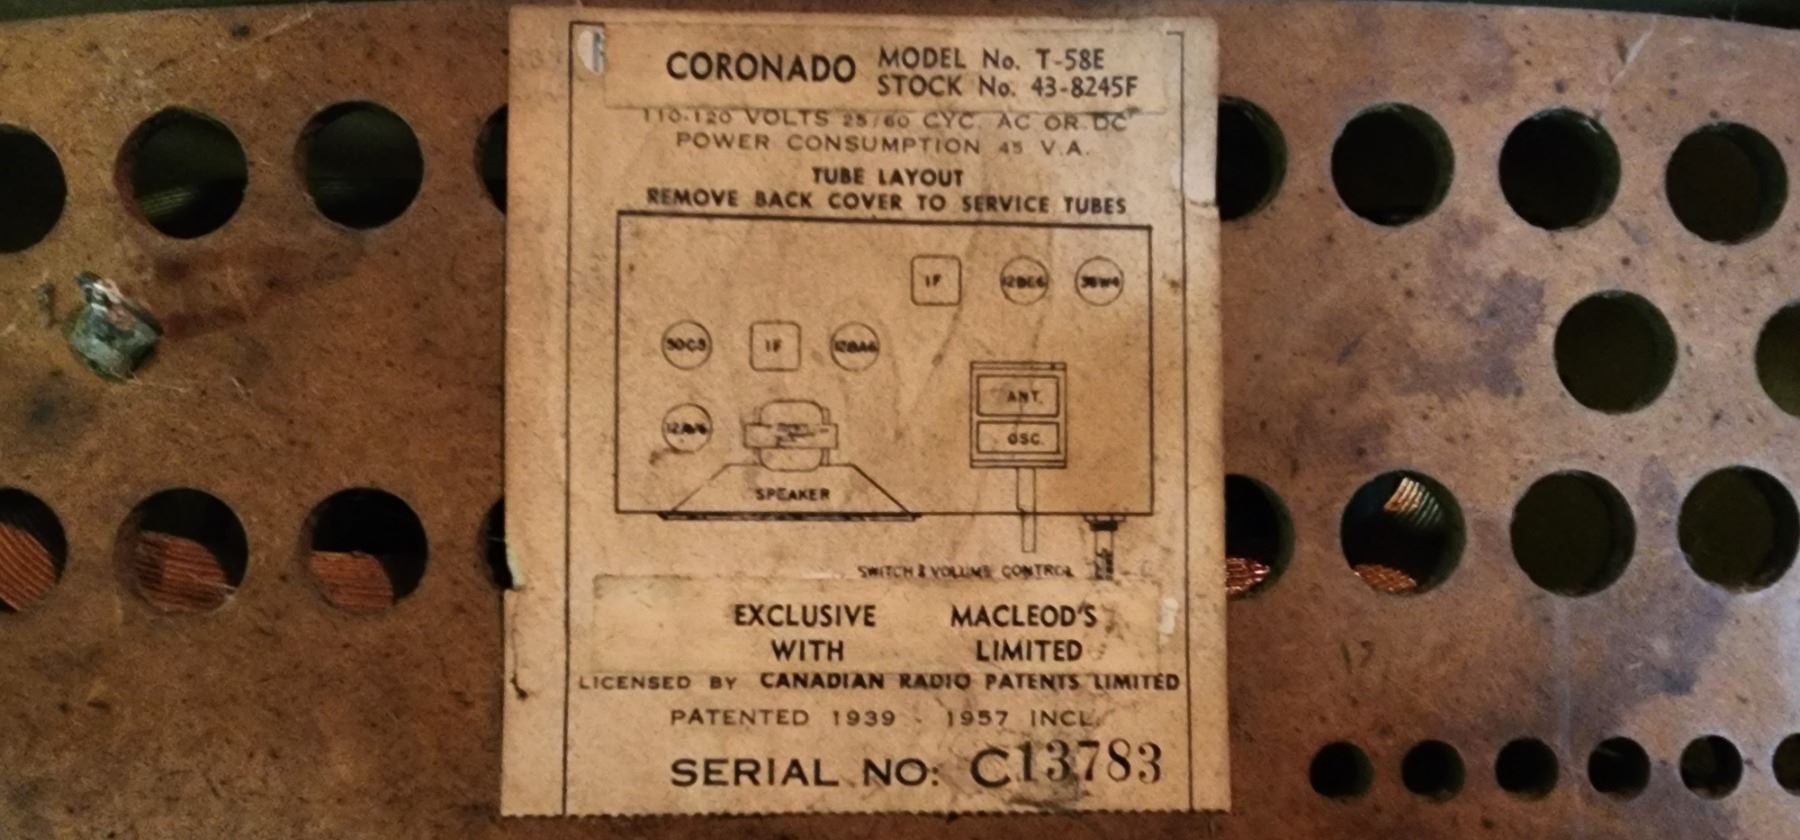 CORONADO MODEL No. T-58E
STOCK No. 43-8245F
110-120 VOLTS 25/60 CYC. AC OR DC
POWER CONSUMPTION 45 V.A.
TUBE LAYOUT
REMOVE BACK COVER TO SERVICE TUBES
IF 12BE6 35W4
50C5 IF 12BA6
ANT.
12AV6 OSC.
SPEAKER
SWITCH & VOLUME CONTROL
EXCLUSIVE MACLEOD'S
WITH LIMITED
LICENSED BY CANADIAN RADIO PATENTS LIMITED
PATENTED 1939 - 1957 INCL.
SERIAL NO: C13783